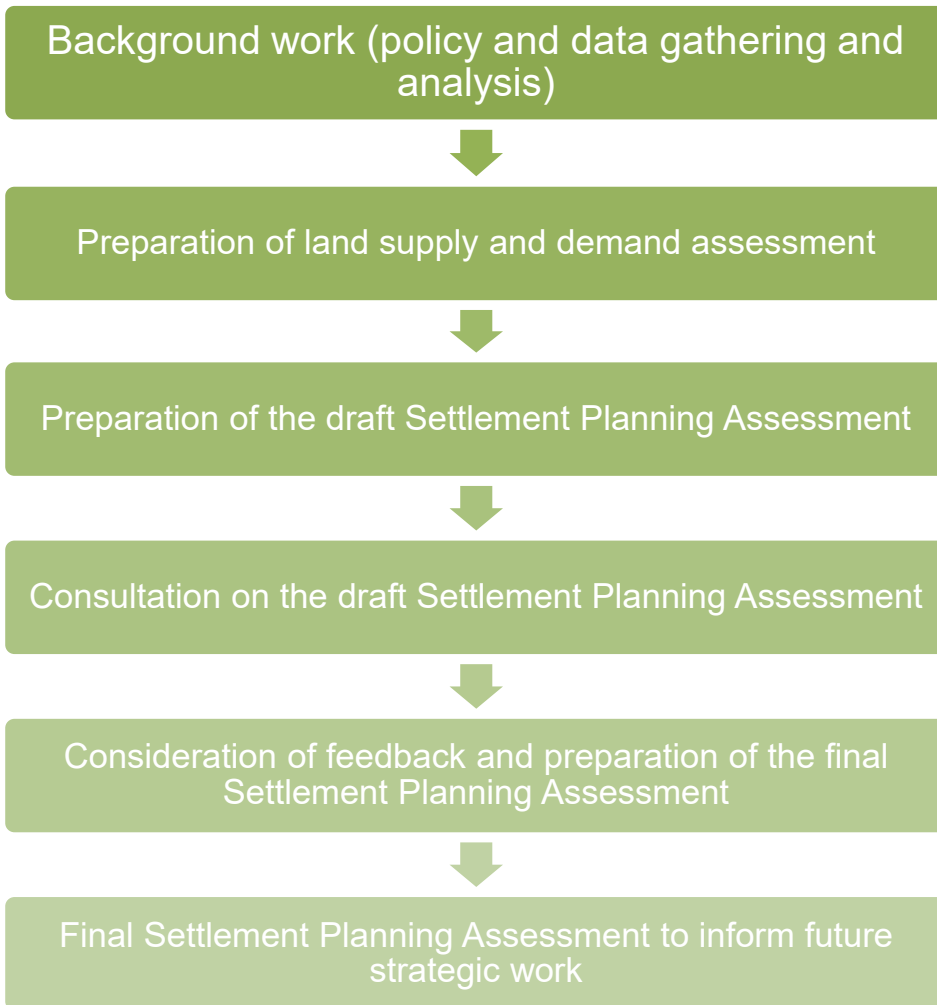 Background work (policy and data gathering and
analysis)
Preparation of land supply and demand assessment
Preparation of the draft Settlement Planning Assessment
Consultation on the draft Settlement Planning Assessment
Consideration of feedback and preparation of the final
Settlement Planning Assessment
Final Settlement Planning Assessment to inform future
strategic work